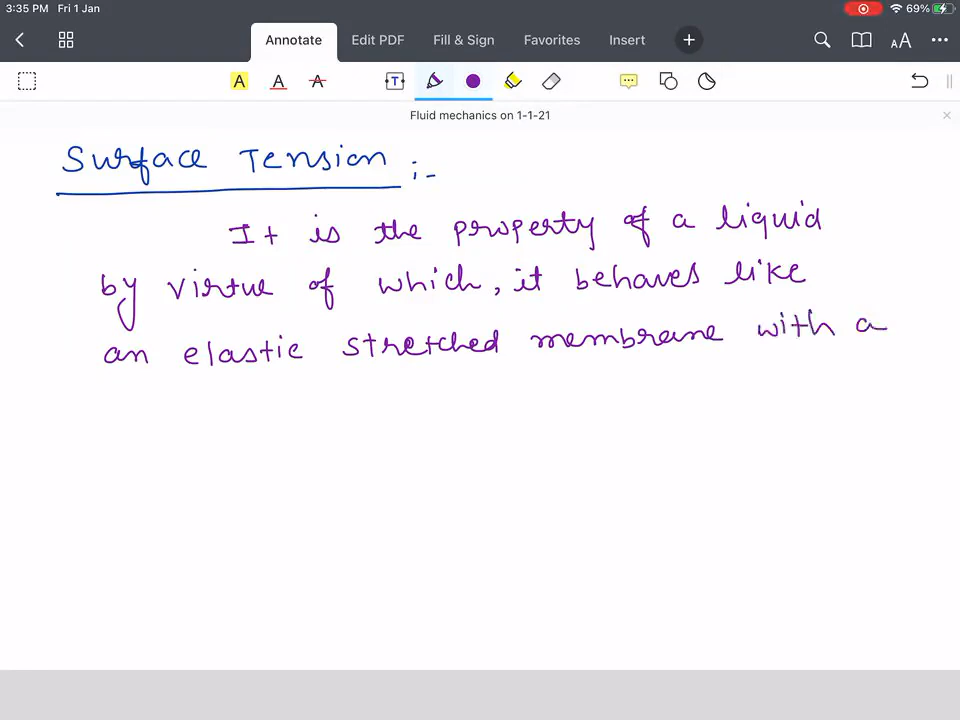 3:35 PM Fri 1 Jan 69%
Annotate Edit PDF Fill & Sign Favorites Insert
A A A T AA
Fluid mechanics on 1-1-21
Surface Tension :-
It is the property of a liquid
by virtue of which, it behaves like
an elastic stretched membrane with a